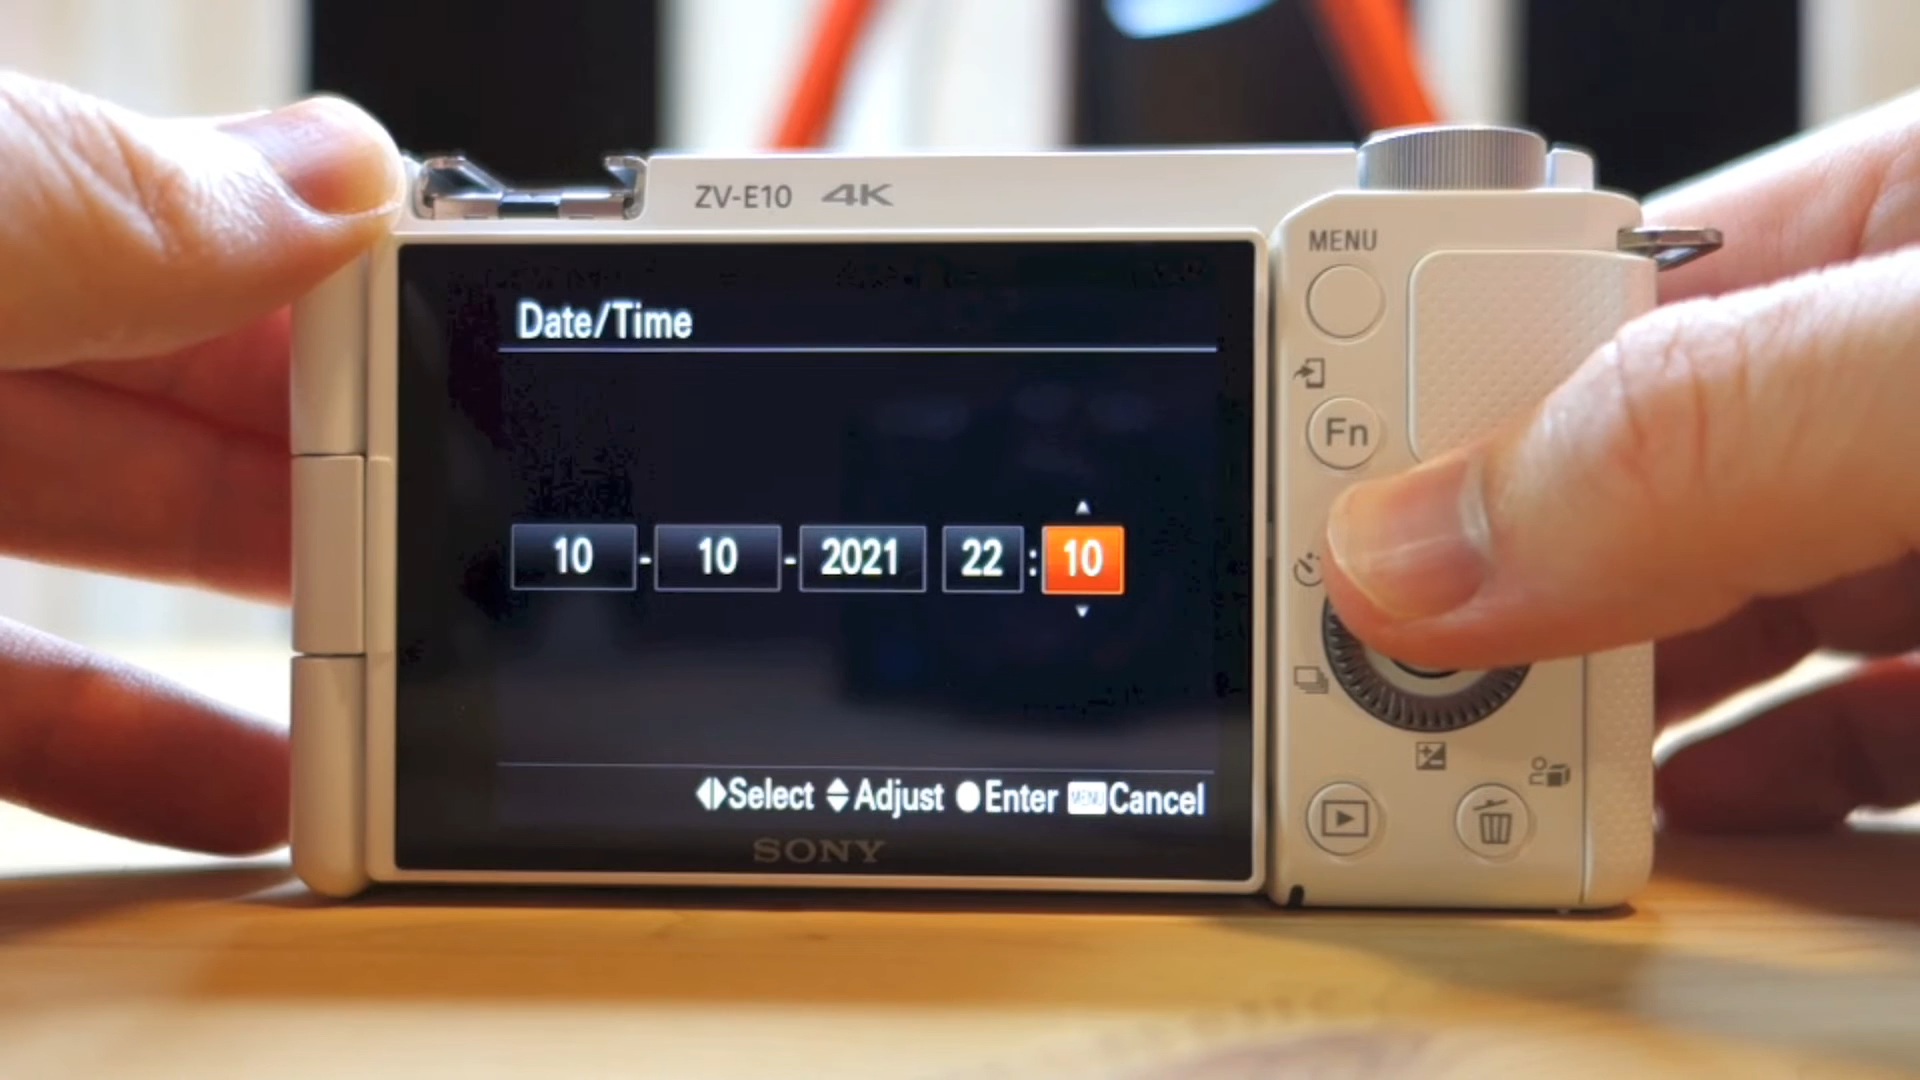 ZV-E10 4K
MENU
Date/Time
Fn
10 - 10 - 2021 22 : 10
Select Adjust Enter MENU Cancel
SONY